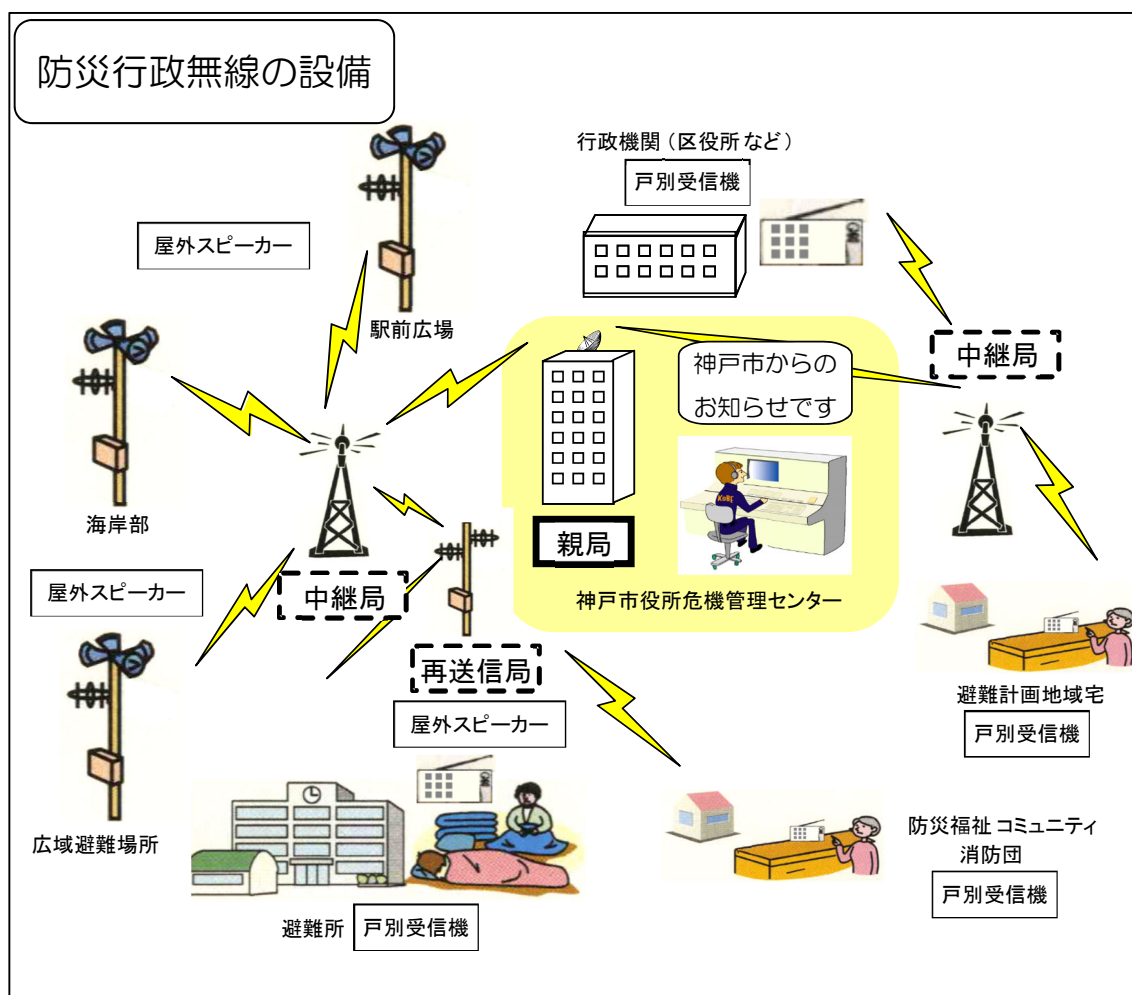 防災行政無線の設備
行政機関（区役所など）
戸別受信機
屋外スピーカー
駅前広場
中継局
神戸市からの
お知らせです
KOBE
海岸部
親局
神戸市役所危機管理センター
屋外スピーカー
中継局
再送信局
屋外スピーカー
避難計画地域宅
戸別受信機
広域避難場所
防災福祉コミュニティ
消防団
戸別受信機
避難所
戸別受信機